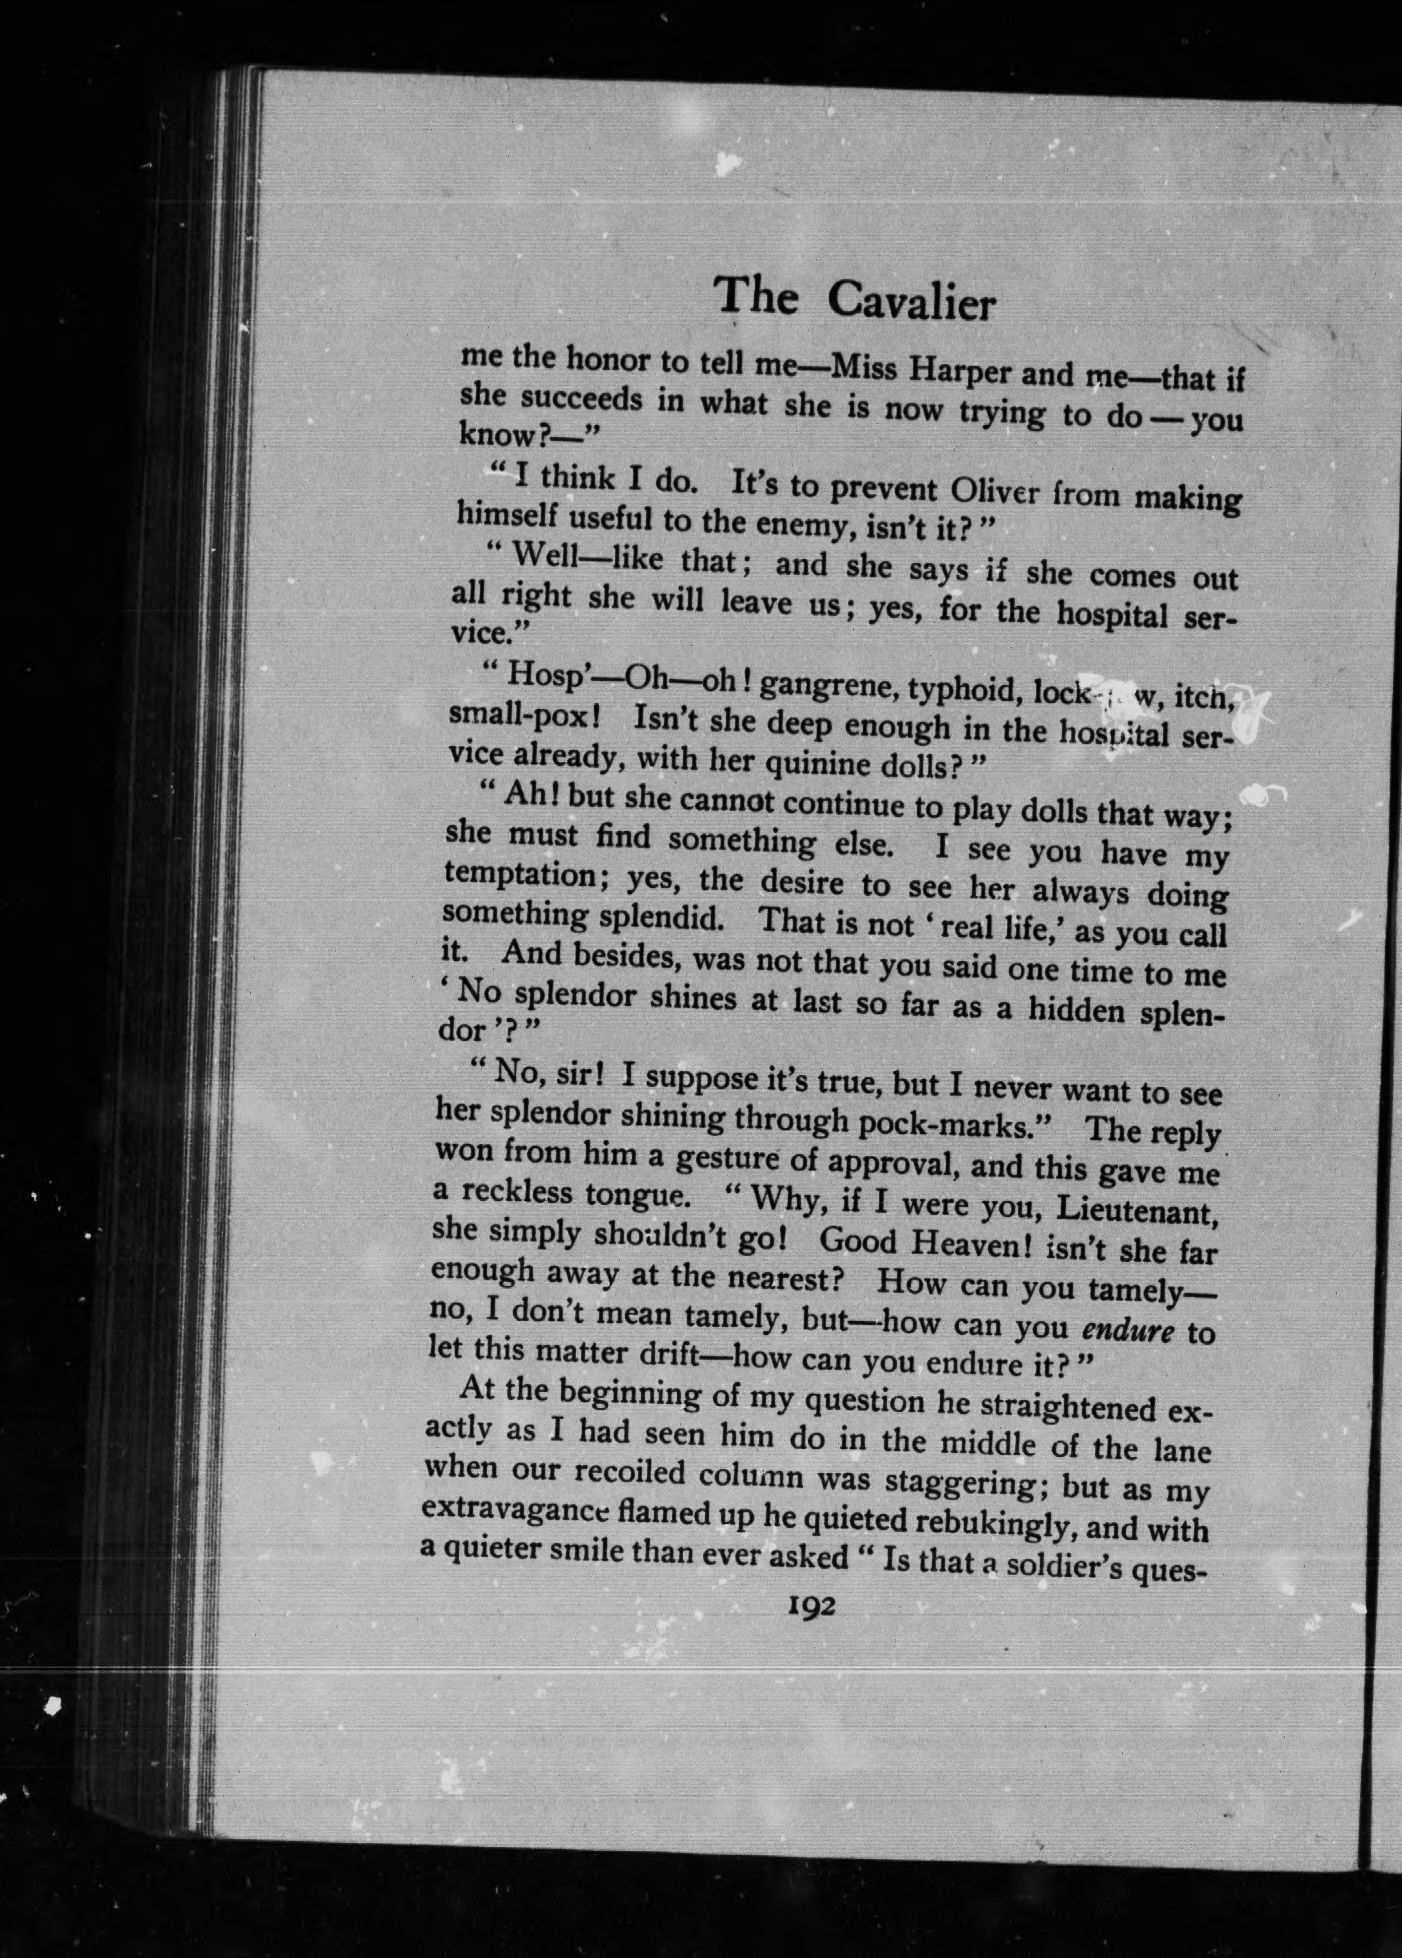 The Cavalier
me the honor to tell me—Miss Harper and me—that if
she succeeds in what she is now trying to do — you
know?—”
“ I think I do. It’s to prevent Oliver from making
himself useful to the enemy, isn’t it? ”
“ Well—like that; and she says if she comes out
all right she will leave us; yes, for the hospital ser-
vice.”
“ Hosp’—Oh—oh! gangrene, typhoid, itch,
small-pox! Isn’t she deep enough in the hospital ser-
vice already, with her quinine dolls? ”
“ Ah! but she cannot continue to play dolls that way;
she must find something else. I see you have my
temptation; yes, the desire to see her always doing
something splendid. That is not ‘ real life,’ as you call
it. And besides, was not that you said one time to me
‘ No splendor shines at last so far as a hidden splen-
dor ’? ”
“ No, sir! I suppose it’s true, but I never want to see
her splendor shining through pock-marks.” The reply
won from him a gesture of approval, and this gave me
a reckless tongue. “ Why, if I were you, Lieutenant,
she simply shouldn’t go! Good Heaven! isn’t she far
enough away at the nearest? How can you tamely—
no, I don’t mean tamely, but—how can you endure to
let this matter drift—how can you endure it? ”
At the beginning of my question he straightened ex-
actly as I had seen him do in the middle of the lane
when our recoiled column was staggering; but as my
extravagance flamed up he quieted rebukingly, and with
a quieter smile than ever asked “ Is that a soldier’s ques-
192